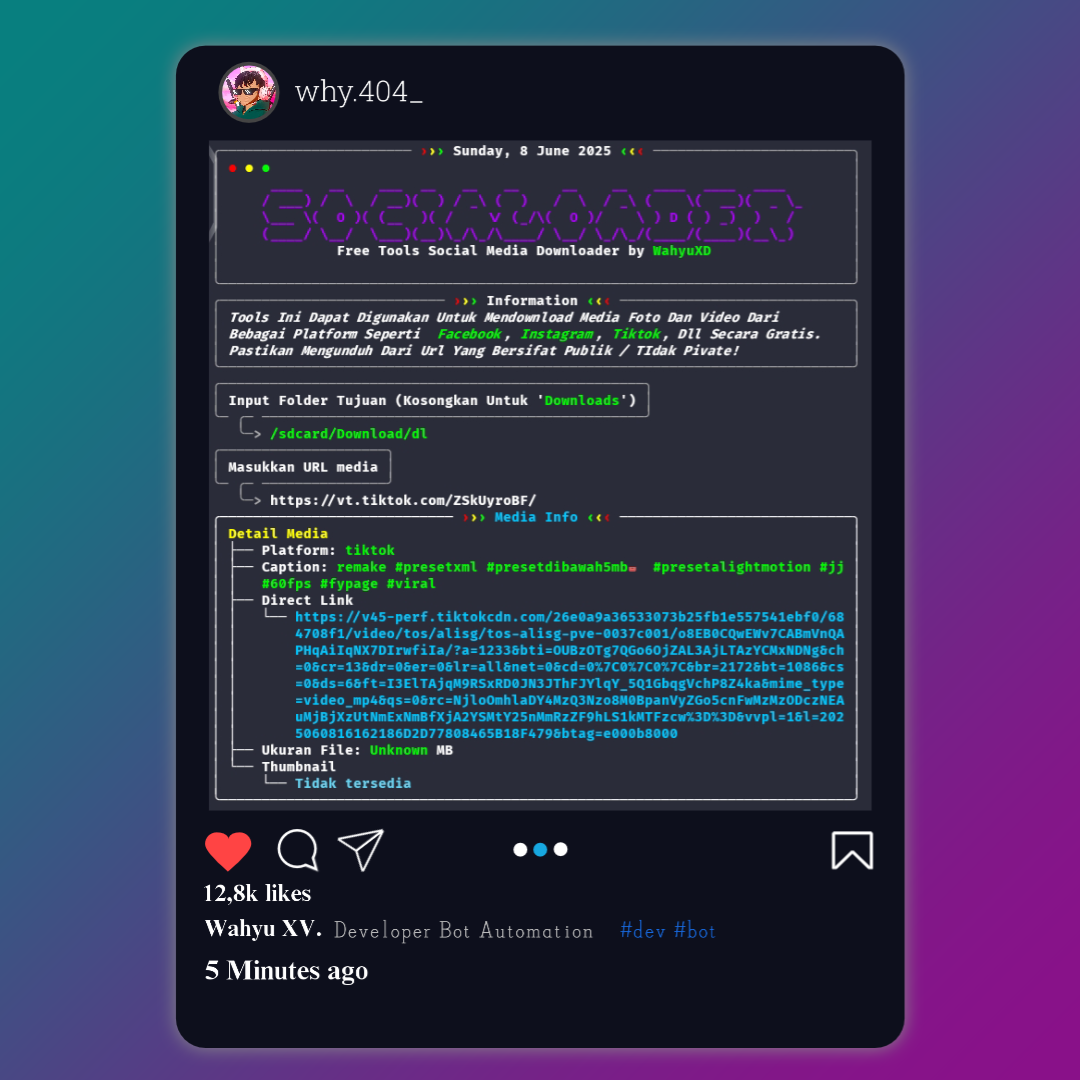 why.404_
››› Sunday, 8 June 2025 ‹‹‹
SOCIALOADER
Free Tools Social Media Downloader by WahyuXD
››› Information ‹‹‹
Tools Ini Dapat Digunakan Untuk Mendownload Media Foto Dan Video Dari
Bebagai Platform Seperti Facebook, Instagram, Tiktok, Dll Secara Gratis.
Pastikan Mengunduh Dari Url Yang Bersifat Publik / TIdak Pivate!
Input Folder Tujuan (Kosongkan Untuk 'Downloads')
> /sdcard/Download/dl
Masukkan URL media
> https://vt.tiktok.com/ZSkUyroBF/
››› Media Info ‹‹‹
Detail Media
Platform: tiktok
Caption: remake #presetxml #presetdibawah5mb #presetalightmotion #jj
#60fps #fypage #viral
Direct Link
https://v45-perf.tiktokcdn.com/26e0a9a36533073b25fb1e557541ebf0/68
4708f1/video/tos/alisg/tos-alisg-pve-0037c001/o8EB0CQwEWv7CABmVnQA
PHqAiIqNX7DIrwfiIa/?a=1233&bti=OUBzOTg7QGo6OjZAL3AjLTAzYCMxNDNg&ch
=0&cr=13&dr=0&er=0&lr=all&net=0&cd=0%7C0%7C0%7C&br=2172&bt=1086&cs
=0&ds=6&ft=I3ElTAjqM9RSxRD0JN3JThFJYlqY_5Q1GbqgVchP8Z4ka&mime_type
=video_mp4&qs=0&rc=NjloOmhlaDY4MzQ3Nzo8M0BpanVyZGo5cnFwMzMzODczNEA
uMjBjXzUtNmExNmBfXjA2YSMtY25nMmRzZF9hLS1kMTFzcw%3D%3D&vvpl=1&l=202
5060816162186D2D77808465B18F479&btag=e000b8000
Ukuran File: Unknown MB
Thumbnail
Tidak tersedia
12,8k likes
Wahyu XV. Developer Bot Automation #dev #bot
5 Minutes ago